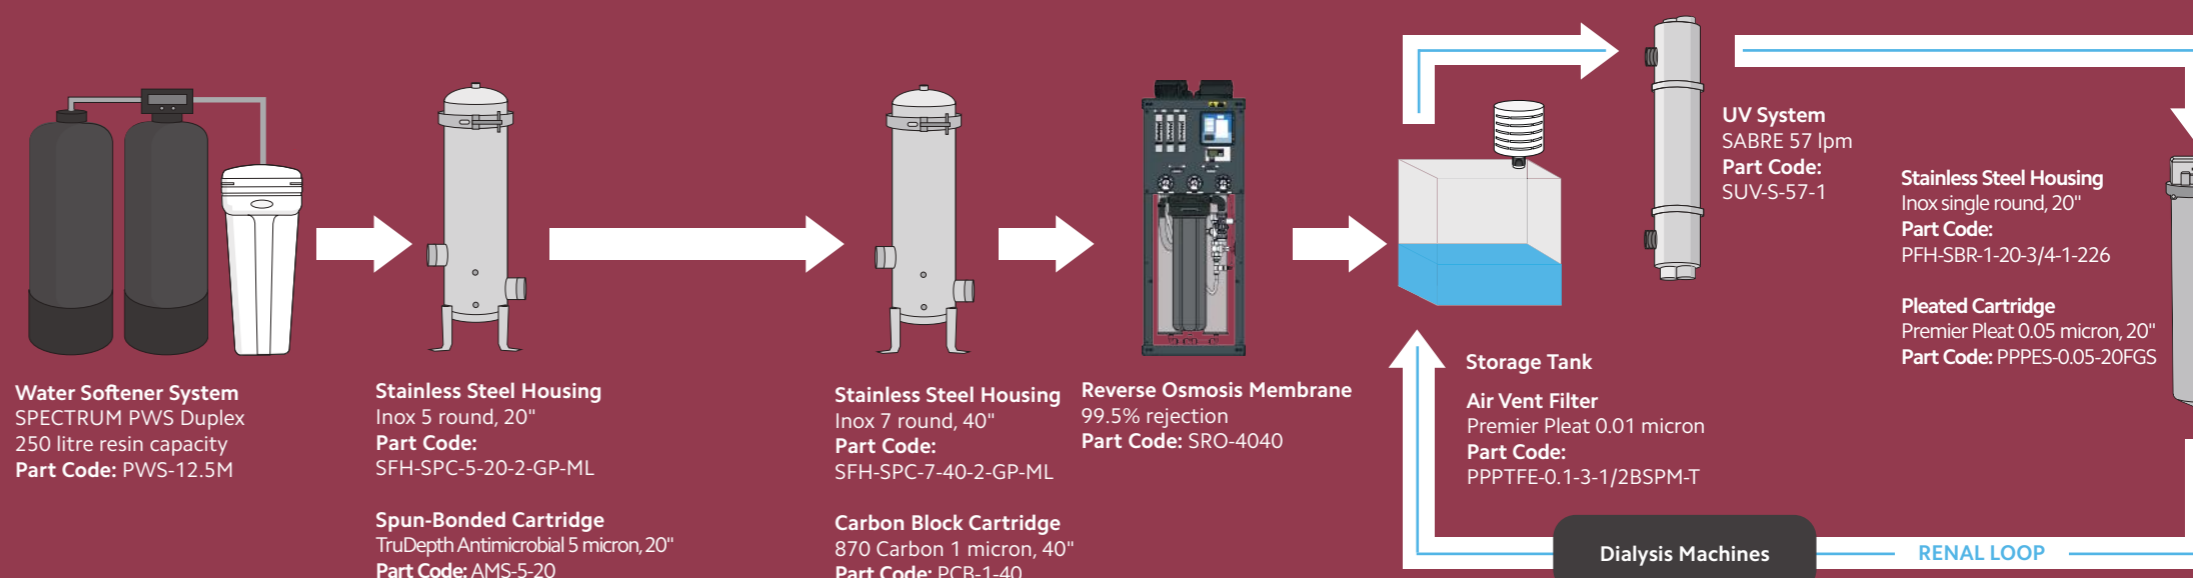 Water Softener System
SPECTRUM PWS Duplex
250 litre resin capacity
Part Code: PWS-12.5M
Stainless Steel Housing
Inox 5 round, 20"
Part Code:
SFH-SPC-5-20-2-GP-ML
Spun-Bonded Cartridge
TruDepth Antimicrobial 5 micron, 20"
Part Code: AMS-5-20
Stainless Steel Housing
Inox 7 round, 40"
Part Code:
SFH-SPC-7-40-2-GP-ML
Carbon Block Cartridge
870 Carbon 1 micron, 40"
Part Code: PCB-1-40
Reverse Osmosis Membrane
99.5% rejection
Part Code: SRO-4040
Storage Tank
Air Vent Filter
Premier Pleat 0.01 micron
Part Code:
PPPTFE-0.1-3-1/2BSPM-T
UV System
SABRE 57 lpm
Part Code:
SUV-S-57-1
Stainless Steel Housing
Inox single round, 20"
Part Code:
PFH-SBR-1-20-3/4-1-226
Pleated Cartridge
Premier Pleat 0.05 micron, 20"
Part Code: PPPES-0.05-20FGS
Dialysis Machines
RENAL LOOP